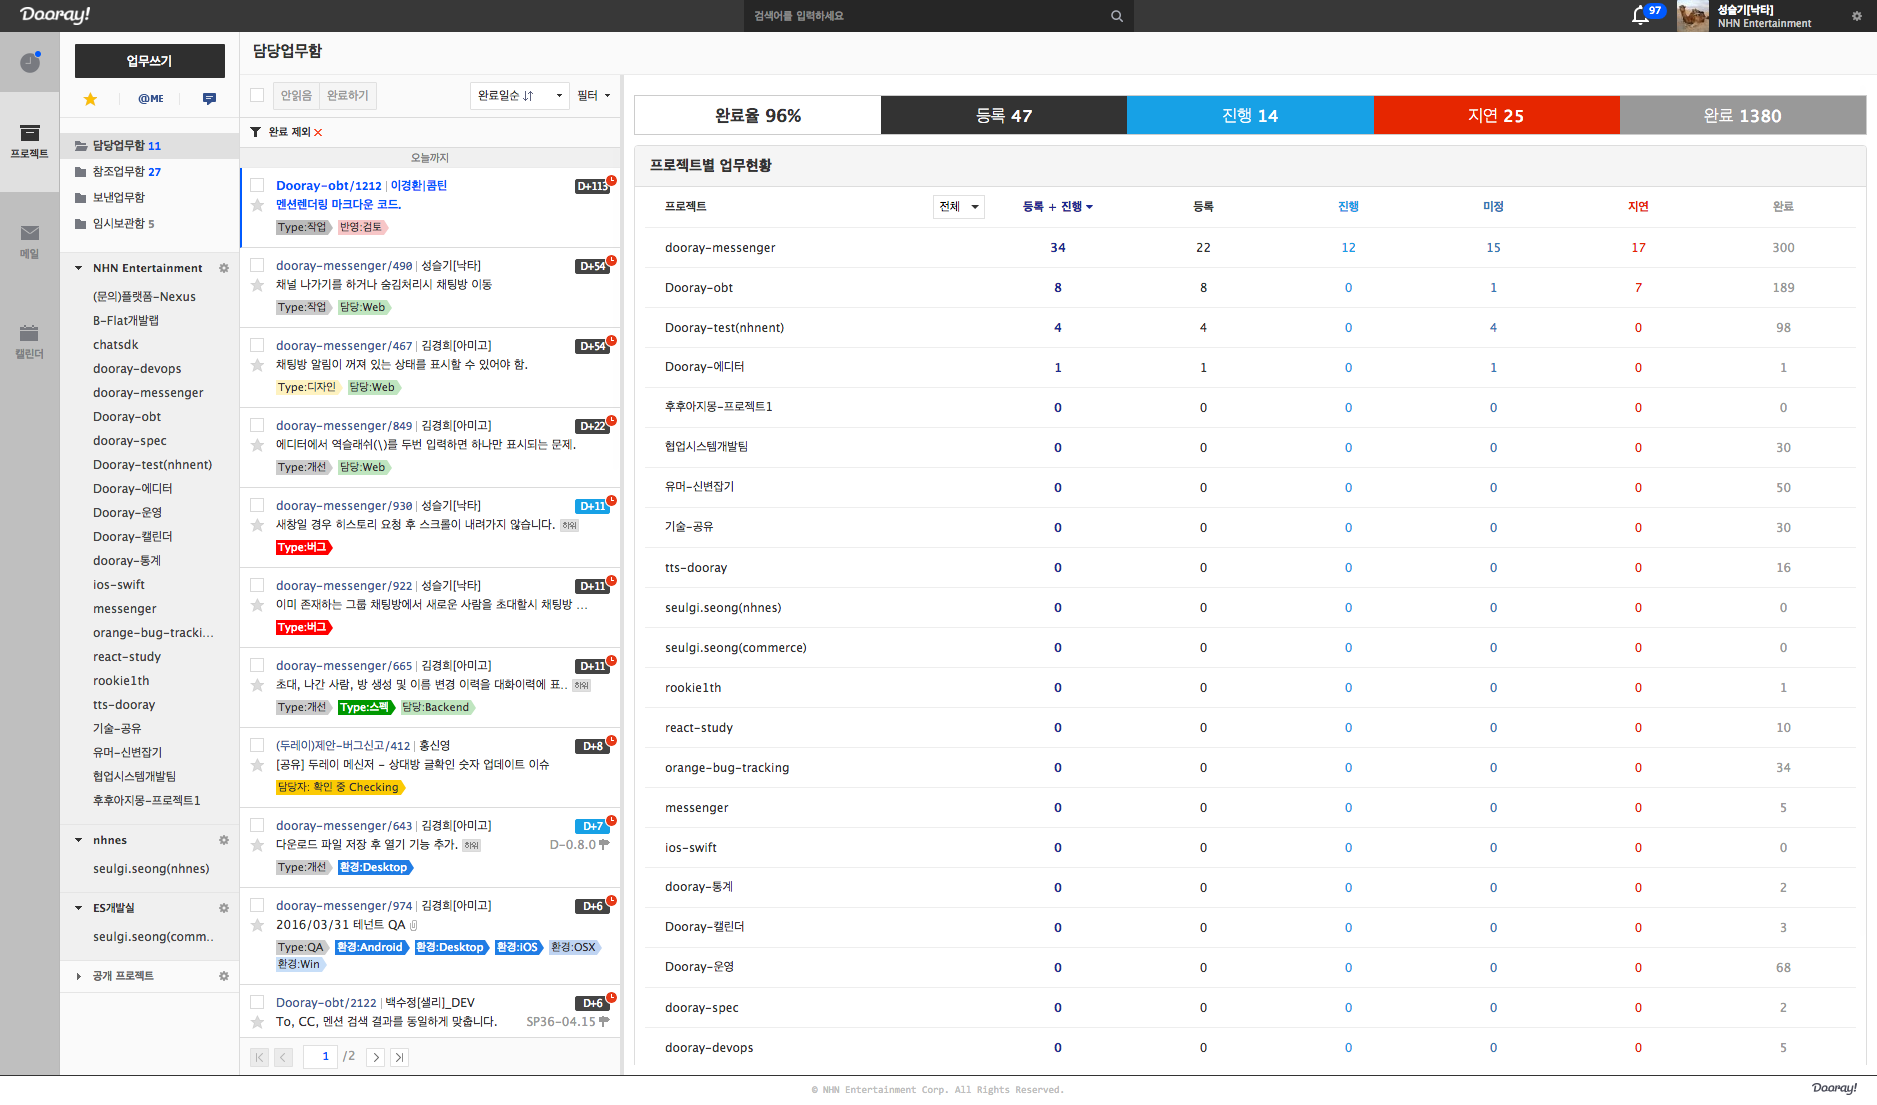 Dooray!
검색어를 입력하세요
97
성슬기[낙타]
NHN Entertainment
프로젝트
메일
캘린더
업무쓰기
@ME
담당업무함 11
참조업무함 27
보낸업무함
임시보관함 5
NHN Entertainment
(문의)플랫폼-Nexus
B-Flat개발랩
chatsdk
dooray-devops
dooray-messenger
Dooray-obt
dooray-spec
Dooray-test(nhnent)
Dooray-에디터
Dooray-운영
Dooray-캘린더
dooray-통계
ios-swift
messenger
orange-bug-tracki...
react-study
rookie1th
tts-dooray
기술-공유
유머-신변잡기
협업시스템개발팀
후후아지몽-프로젝트1
nhnes
seulgi.seong(nhnes)
ES개발실
seulgi.seong(comm..
공개 프로젝트
담당업무함
안읽음 완료하기 완료일순 필터
완료 제외
오늘까지
Dooray-obt/1212 | 이경환|콤틴 D+113
멘션렌더링 마크다운 코드.
Type:작업 반영:검토
dooray-messenger/490 | 성슬기[낙타] D+54
채널 나가기를 하거나 숨김처리시 채팅방 이동
Type:작업 담당:Web
dooray-messenger/467 | 김경희[아미고] D+54
채팅방 알림이 꺼져 있는 상태를 표시할 수 있어야 함.
Type:디자인 담당:Web
dooray-messenger/849 | 김경희[아미고] D+22
에디터에서 역슬래쉬(\)를 두번 입력하면 하나만 표시되는 문제.
Type:개선 담당:Web
dooray-messenger/930 | 성슬기[낙타] D+11
새창일 경우 히스토리 요청 후 스크롤이 내려가지 않습니다. 하위
Type:버그
dooray-messenger/922 | 성슬기[낙타] D+11
이미 존재하는 그룹 채팅방에서 새로운 사람을 초대할시 채팅방 ...
Type:버그
dooray-messenger/665 | 김경희[아미고] D+11
초대, 나간 사람, 방 생성 및 이름 변경 이력을 대화이력에 표.. 하위
Type:개선 Type:스펙 담당:Backend
(두레이)제안-버그신고/412 | 홍신영 D+8
[공유] 두레이 메신저 - 상대방 글확인 숫자 업데이트 이슈
담당자: 확인 중 Checking
dooray-messenger/643 | 김경희[아미고] D+7
다운로드 파일 저장 후 열기 기능 추가. 하위 D-0.8.0
Type:개선 환경:Desktop
dooray-messenger/974 | 김경희[아미고] D+6
2016/03/31 테넌트 QA
Type:QA 환경:Android 환경:Desktop 환경:iOS 환경:OSX
환경:Win
Dooray-obt/2122 | 백수정[샐리]_DEV D+6
To, CC, 멘션 검색 결과를 동일하게 맞춥니다. SP36-04.15
1 /2
완료율 96% 등록 47 진행 14 지연 25 완료 1380
프로젝트별 업무현황
프로젝트 전체 등록 + 진행 등록 진행 미정 지연 완료
dooray-messenger 34 22 12 15 17 300
Dooray-obt 8 8 0 1 7 189
Dooray-test(nhnent) 4 4 0 4 0 98
Dooray-에디터 1 1 0 1 0 1
후후아지몽-프로젝트1 0 0 0 0 0 0
협업시스템개발팀 0 0 0 0 0 30
유머-신변잡기 0 0 0 0 0 50
기술-공유 0 0 0 0 0 30
tts-dooray 0 0 0 0 0 16
seulgi.seong(nhnes) 0 0 0 0 0 0
seulgi.seong(commerce) 0 0 0 0 0 0
rookie1th 0 0 0 0 0 1
react-study 0 0 0 0 0 10
orange-bug-tracking 0 0 0 0 0 34
messenger 0 0 0 0 0 5
ios-swift 0 0 0 0 0 0
dooray-통계 0 0 0 0 0 2
Dooray-캘린더 0 0 0 0 0 3
Dooray-운영 0 0 0 0 0 68
dooray-spec 0 0 0 0 0 2
dooray-devops 0 0 0 0 0 5
© NHN Entertainment Corp. All Rights Reserved.
Dooray!